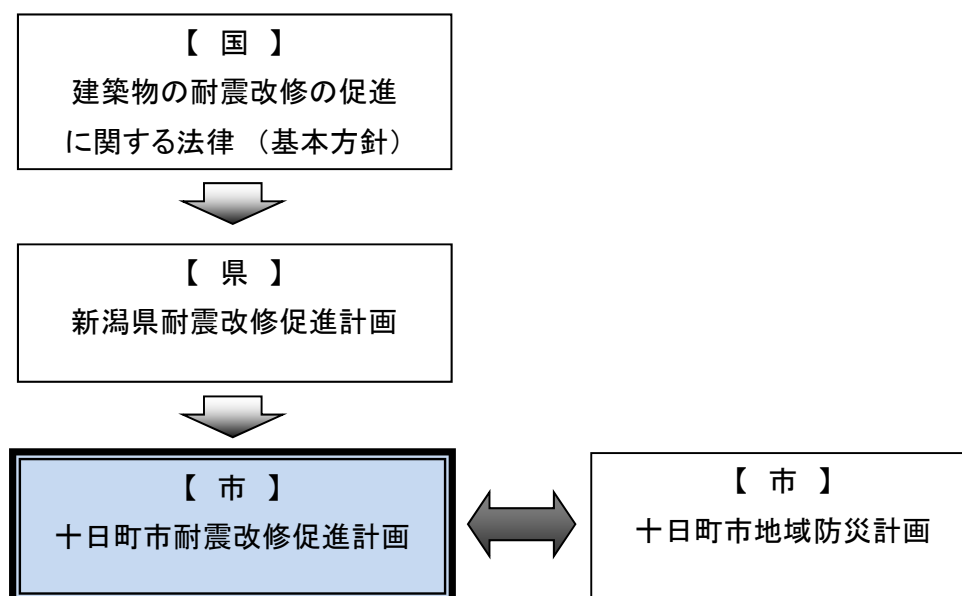 【 国 】
建築物の耐震改修の促進
に関する法律 （基本方針）
【 県 】
新潟県耐震改修促進計画
【 市 】
十日町市耐震改修促進計画
【 市 】
十日町市地域防災計画